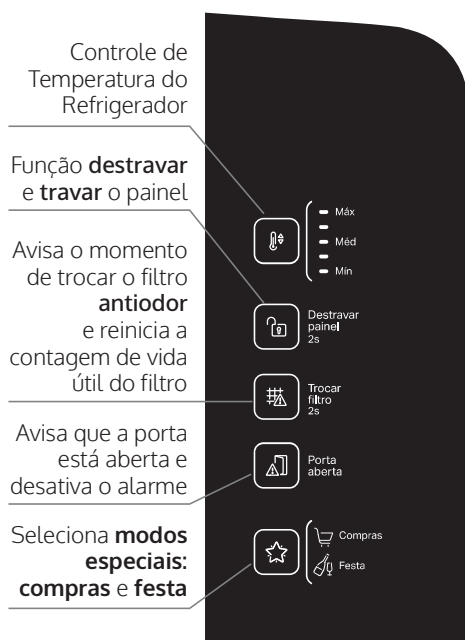 Controle de
Temperatura do
Refrigerador
Função destravar
e travar o painel
Avisa o momento
de trocar o filtro
antiodor
e reinicia a
contagem de vida
útil do filtro
Avisa que a porta
está aberta e
desativa o alarme
Seleciona modos
especiais:
compras e festa
Máx
Méd
Mín
Destravar
painel
2s
Trocar
filtro
2s
Porta
aberta
Compras
Festa